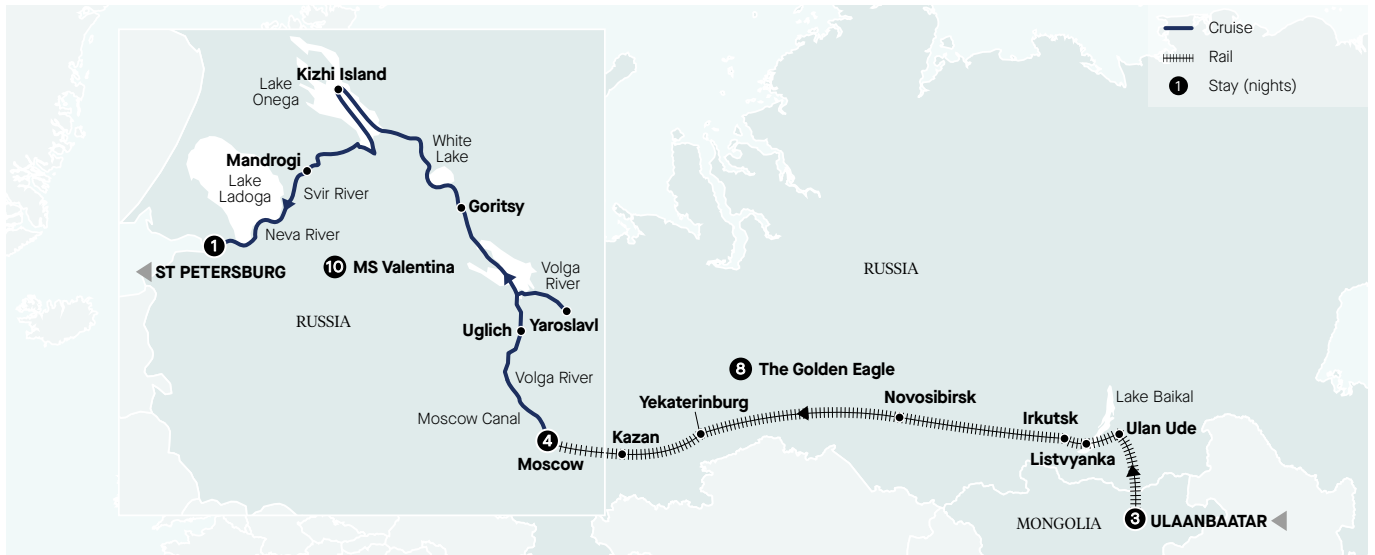 Cruise
Rail
1 Stay (nights)
Kizhi Island
Lake
Onega
White
Lake
Mandrogi
Lake
Ladoga
Svir River
Goritsy
Neva River
1
ST PETERSBURG
10 MS Valentina
Volga
River
RUSSIA
RUSSIA
Uglich
Yaroslavl
Volga River
Moscow Canal
4
Moscow
8 The Golden Eagle
Kazan
Yekaterinburg
Novosibirsk
Irkutsk
Listvyanka
Lake Baikal
Ulan Ude
MONGOLIA
3 ULAANBAATAR